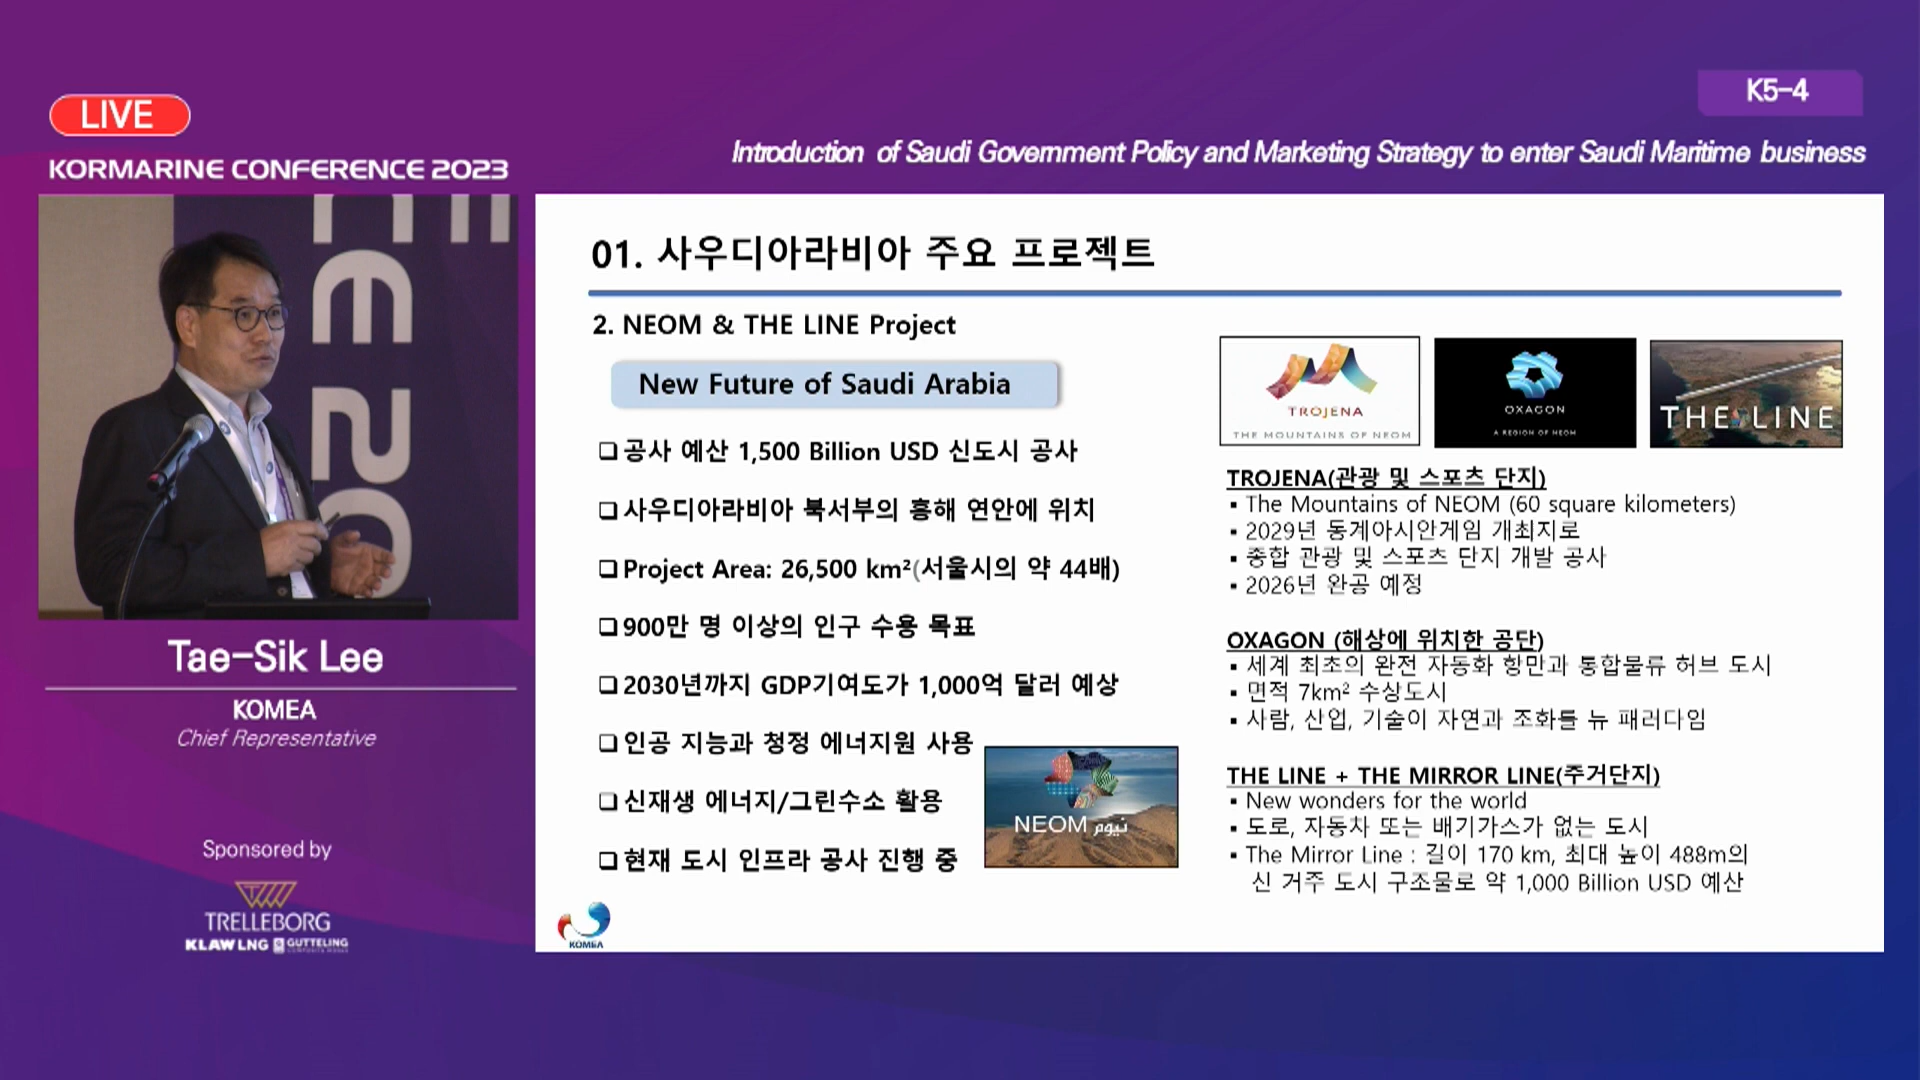 LIVE
K5-4
Introduction of Saudi Government Policy and Marketing Strategy to enter Saudi Maritime business
KORMARINE CONFERENCE 2023
CE 20
01. 사우디아라비아 주요 프로젝트
2. NEOM & THE LINE Project
New Future of Saudi Arabia
❑ 공사 예산 1,500 Billion USD 신도시 공사
❑ 사우디아라비아 북서부의 홍해 연안에 위치
❑ Project Area: 26,500 km²(서울시의 약 44배)
❑ 900만 명 이상의 인구 수용 목표
❑ 2030년까지 GDP기여도가 1,000억 달러 예상
❑ 인공 지능과 청정 에너지원 사용
❑ 신재생 에너지/그린수소 활용
❑ 현재 도시 인프라 공사 진행 중
NEOM نيوم
KOMEA
TROJENA
THE MOUNTAINS OF NEOM
OXAGON
A REGION OF NEOM
THE LINE
TROJENA(관광 및 스포츠 단지)
▪ The Mountains of NEOM (60 square kilometers)
▪ 2029년 동계아시안게임 개최지로
▪ 종합 관광 및 스포츠 단지 개발 공사
▪ 2026년 완공 예정
OXAGON (해상에 위치한 공단)
▪ 세계 최초의 완전 자동화 항만과 통합물류 허브 도시
▪ 면적 7km² 수상도시
▪ 사람, 산업, 기술이 자연과 조화를 뉴 패러다임
THE LINE + THE MIRROR LINE(주거단지)
▪ New wonders for the world
▪ 도로, 자동차 또는 배기가스가 없는 도시
▪ The Mirror Line : 길이 170 km, 최대 높이 488m의
신 거주 도시 구조물로 약 1,000 Billion USD 예산
Tae-Sik Lee
KOMEA
Chief Representative
Sponsored by
TRELLEBORG
KLAW LNG GUTTELING